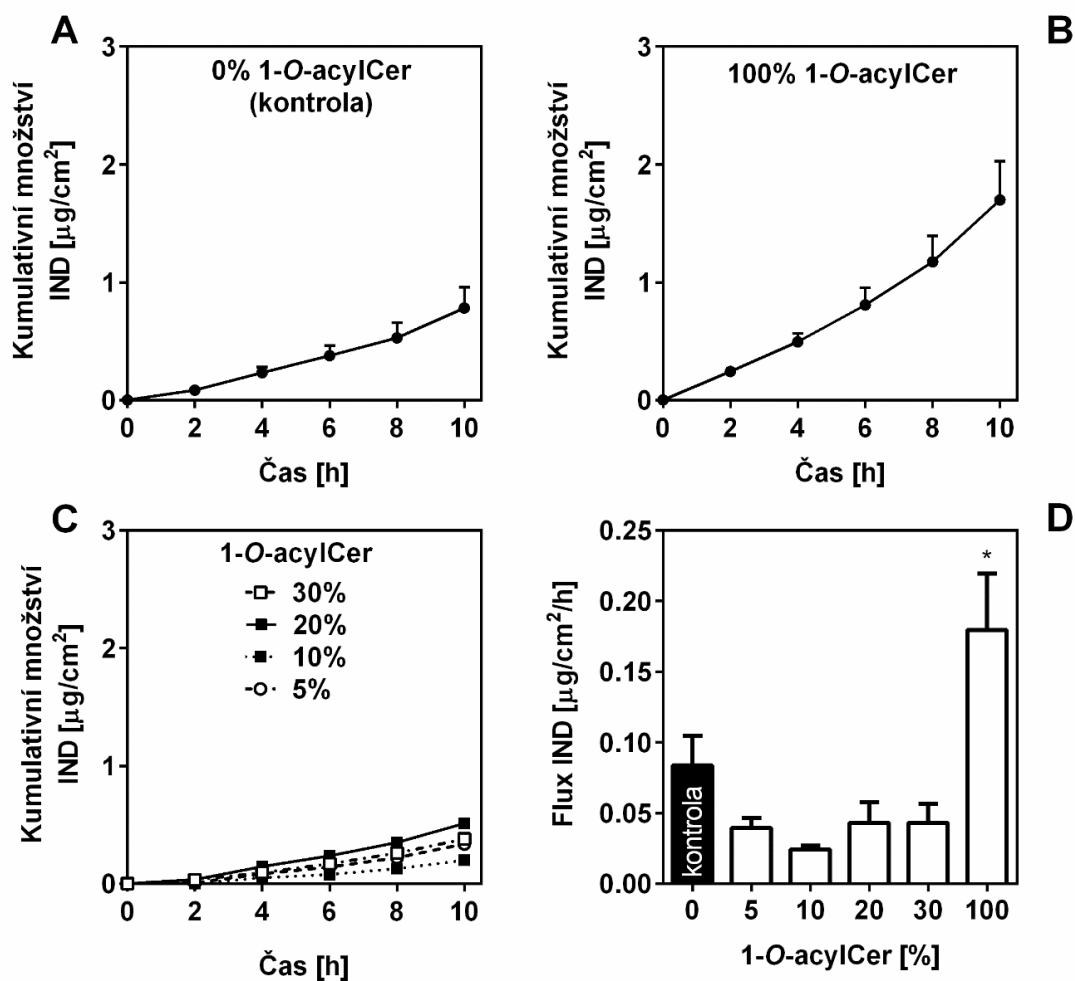 A
Kumulativní množství
IND [μg/cm²]
3
2
1
0
0% 1-O-acylCer
(kontrola)
0 2 4 6 8 10
Čas [h]
B
Kumulativní množství
IND [μg/cm²]
3
2
1
0
100% 1-O-acylCer
0 2 4 6 8 10
Čas [h]
C
Kumulativní množství
IND [μg/cm²]
3
2
1
0
1-O-acylCer
30%
20%
10%
5%
0 2 4 6 8 10
Čas [h]
D
Flux IND [μg/cm²/h]
0.25
0.20
0.15
0.10
0.05
0.00
*
kontrola
0 5 10 20 30 100
1-O-acylCer [%]